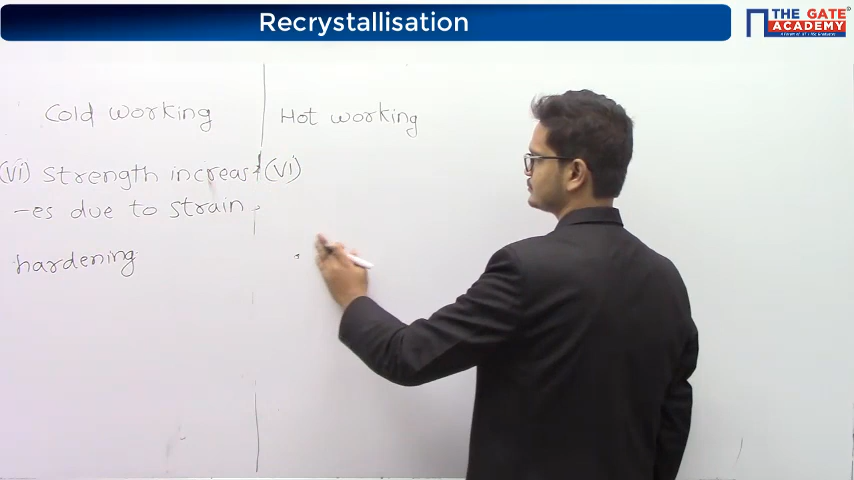 Recrystallisation
THE GATE
ACADEMY
Cold working
Hot working
(vi) strength increas
(vi)
-es due to strain
hardening